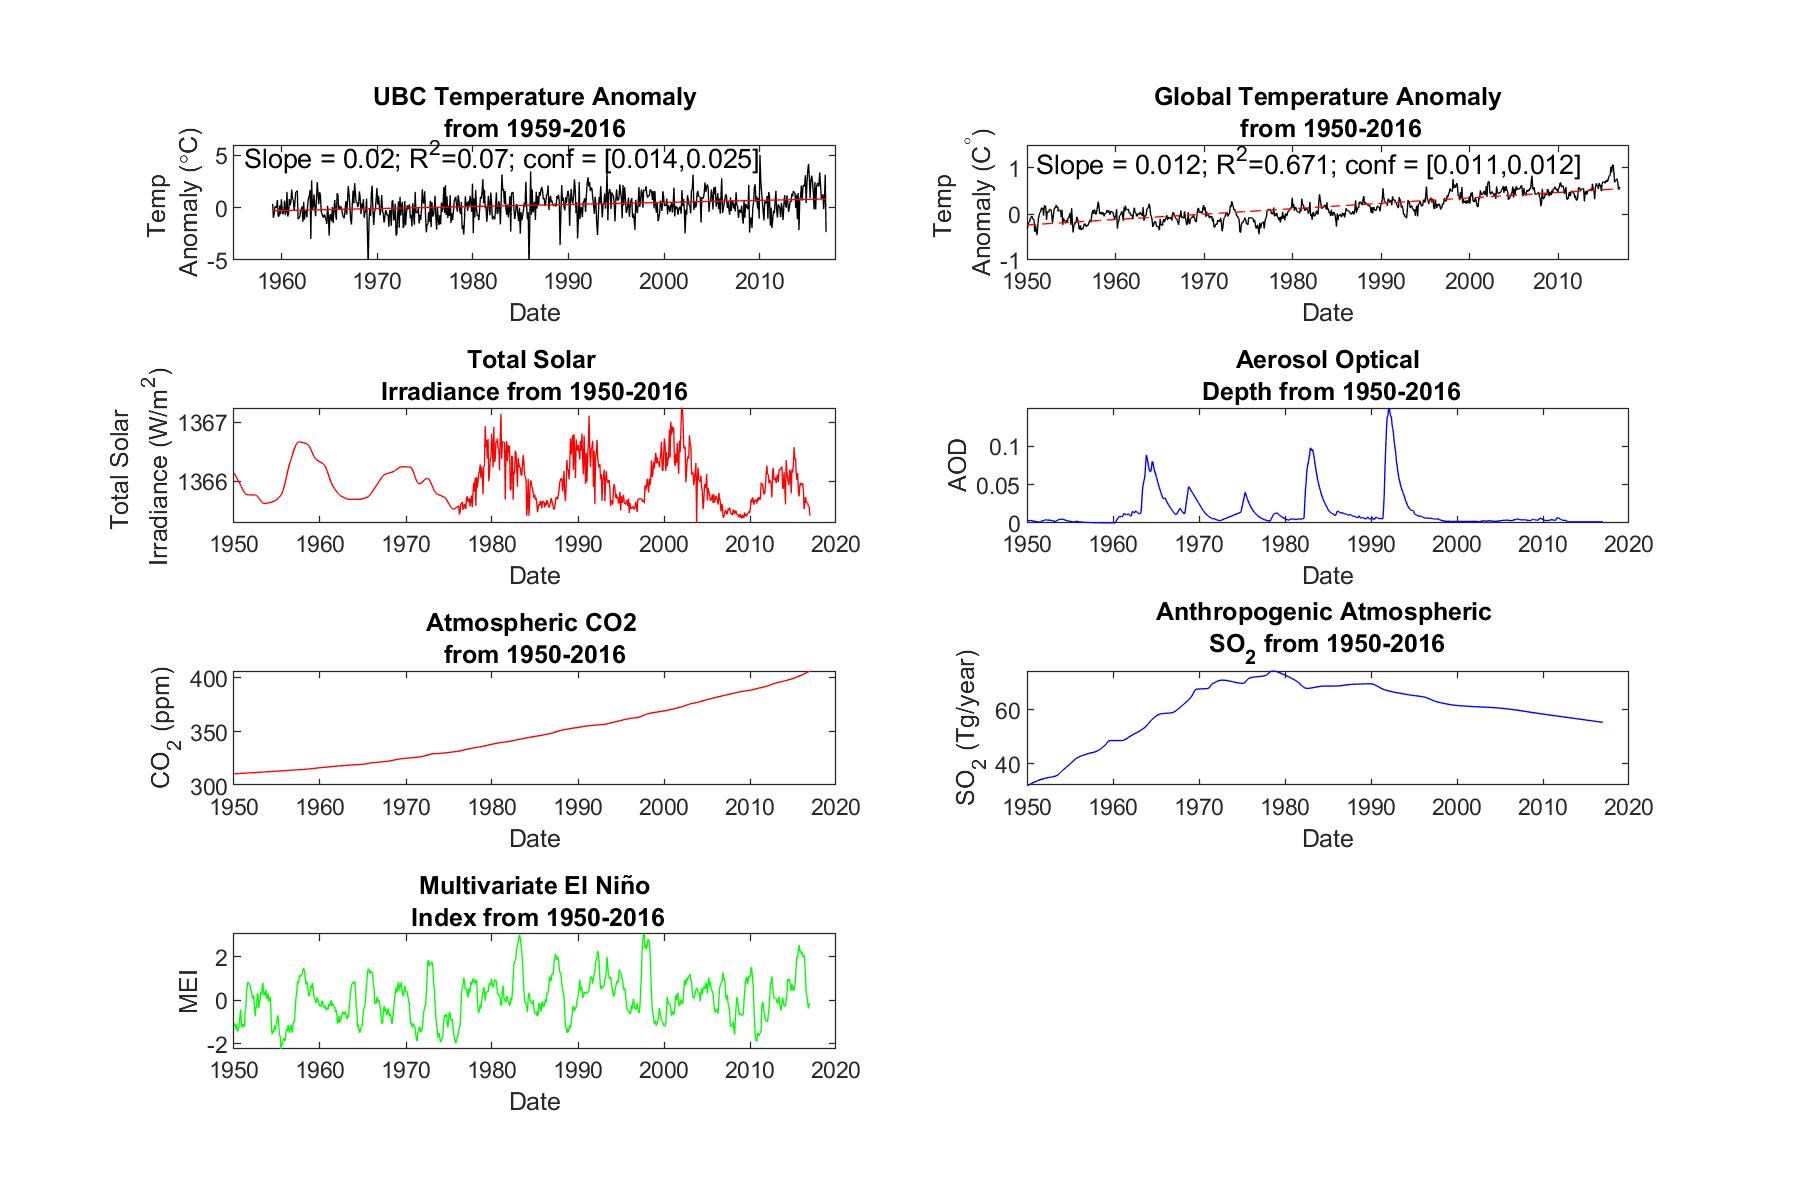 UBC Temperature Anomaly
from 1959-2016
Slope = 0.02; R²=0.07; conf = [0.014,0.025]
Temp
Anomaly (°C)
5
0
-5
1960 1970 1980 1990 2000 2010
Date
Global Temperature Anomaly
from 1950-2016
Slope = 0.012; R²=0.671; conf = [0.011,0.012]
Temp
Anomaly (C°)
1
0
-1
1950 1960 1970 1980 1990 2000 2010
Date
Total Solar
Irradiance from 1950-2016
Total Solar
Irradiance (W/m²)
1367
1366
1950 1960 1970 1980 1990 2000 2010 2020
Date
Aerosol Optical
Depth from 1950-2016
AOD
0.1
0.05
0
1950 1960 1970 1980 1990 2000 2010 2020
Date
Atmospheric CO2
from 1950-2016
CO₂ (ppm)
400
350
300
1950 1960 1970 1980 1990 2000 2010 2020
Date
Anthropogenic Atmospheric
SO₂ from 1950-2016
SO₂ (Tg/year)
60
40
1950 1960 1970 1980 1990 2000 2010 2020
Date
Multivariate El Niño
Index from 1950-2016
MEI
2
0
-2
1950 1960 1970 1980 1990 2000 2010 2020
Date